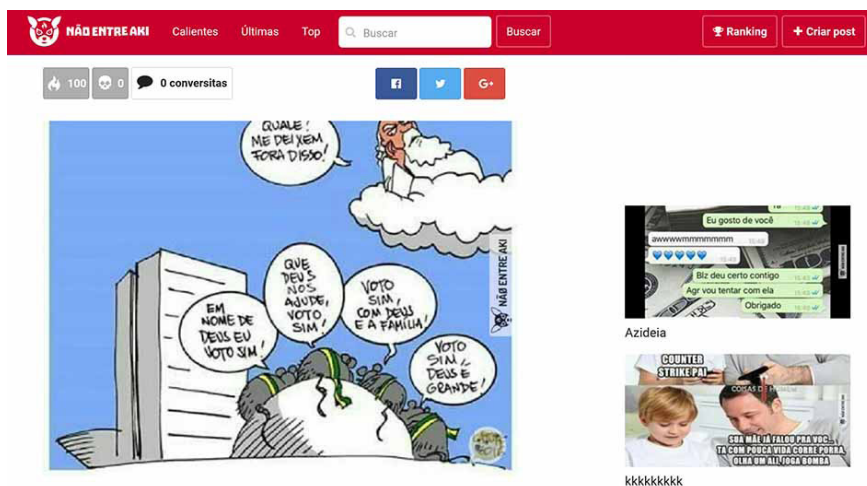 NÃO ENTRE AKI
Calientes
Últimas
Top
Buscar
Buscar
Ranking
+ Criar post
100
0
0 conversitas
G+
QUALE!
ME DEIXEM
FORA DISSO!
EM
NOME DE
DEUS EU
VOTO SIM!
QUE
DEUS
NOS
AJUDE,
VOTO
SIM!
VOTO
SIM,
COM DEUS
E A FAMÍLIA!
VOTO
SIM,
DEUS É
GRANDE!
NÃO ENTRE AKI
Eu gosto de você
awwwwmmmmmmm
Blz deu certo contigo
Agr vou tentar com ela
Obrigado
Azideia
COUNTER
STRIKE PAI
COISAS DE HOMEM
SUA MÃE JÁ FALOU PRA VOC...
TA COM POUCA VIDA CORRE PORRA,
OLHA UM ALI, JOGA BOMBA
kkkkkkkkk